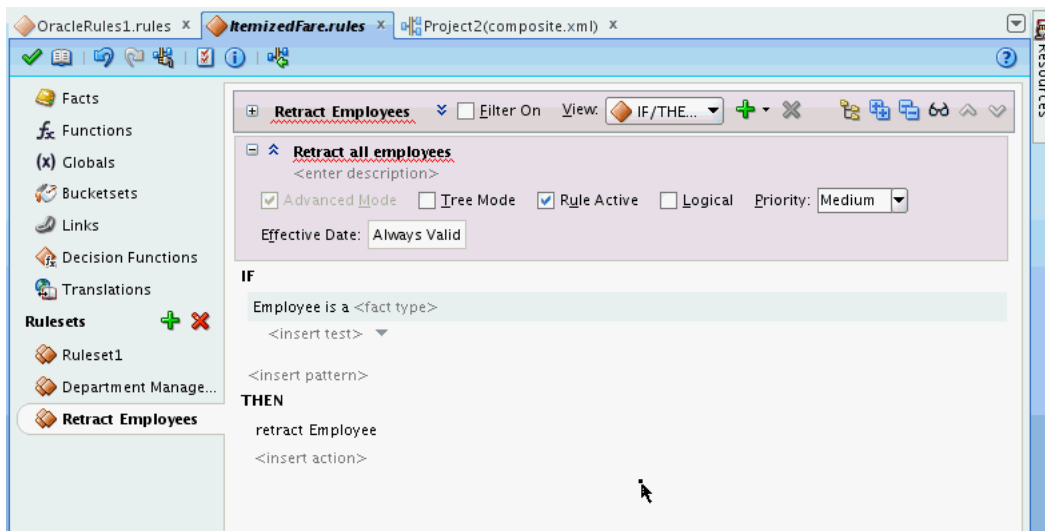 OracleRules1.rules x ItemizedFare.rules x Project2(composite.xml) x
Resources
Facts
Functions
(x) Globals
Bucketsets
Links
Decision Functions
Translations
Rulesets
Ruleset1
Department Manage...
Retract Employees
Retract Employees Filter On View: IF/THE...
Retract all employees
<enter description>
Advanced Mode Tree Mode Rule Active Logical Priority: Medium
Effective Date: Always Valid
IF
Employee is a <fact type>
<insert test>
<insert pattern>
THEN
retract Employee
<insert action>